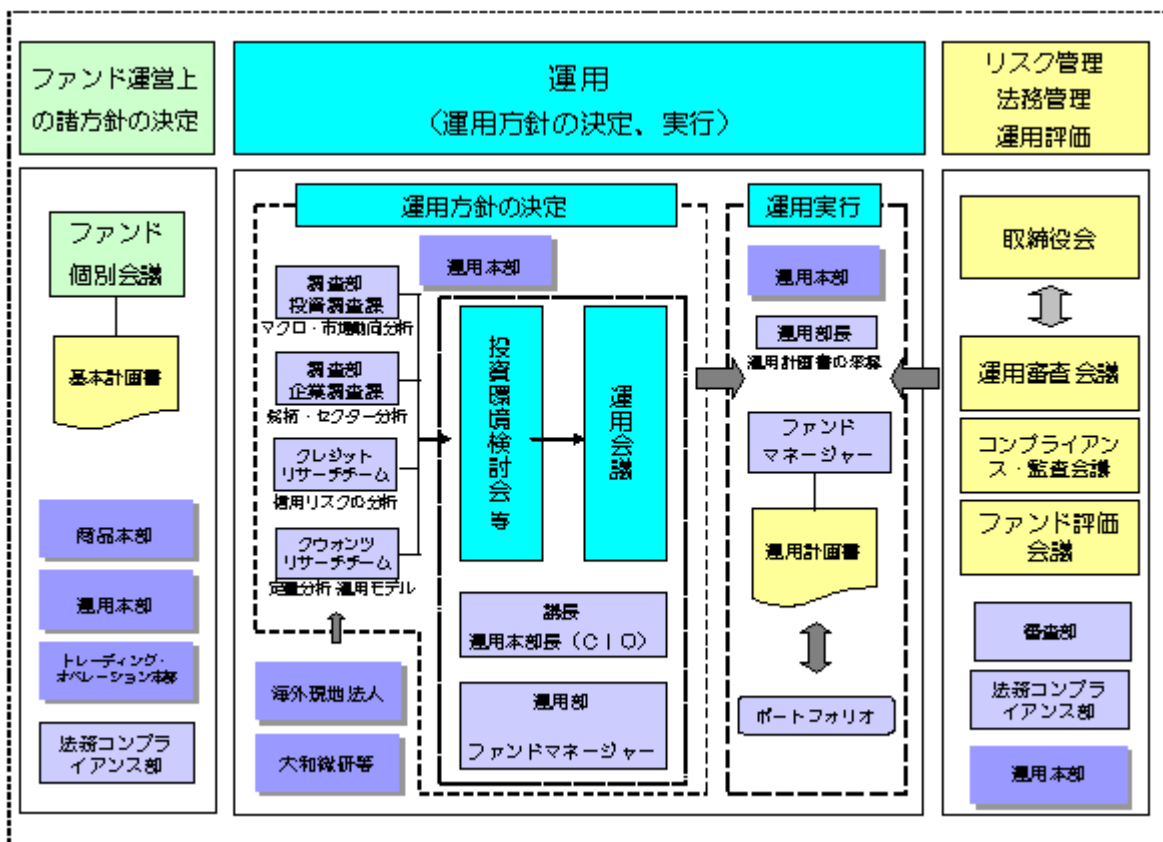 ファンド運営上
の諸方針の決定
運用
（運用方針の決定、実行）
リスク管理
法務管理
運用評価
ファンド
個別会議
基本計画書
商品本部
運用本部
トレーディング・
オペレーション本部
法務コンプラ
イアンス部
運用方針の決定
運用本部
調査部
投資調査課
マクロ・市場動向分析
調査部
企業調査課
銘柄・セクター分析
クレジット
リサーチチーム
信用リスクの分析
クウォンツ
リサーチチーム
定量分析・運用モデル
海外現地法人
大和総研等
投資環境検討会 等
運用会議
議長
運用本部長（ＣＩＯ）
運用部
ファンドマネージャー
運用実行
運用本部
運用部長
運用計画書の承認
ファンド
マネージャー
運用計画書
ポートフォリオ
取締役会
運用審査会議
コンプライアン
ス・監査会議
ファンド評価
会議
審査部
法務コンプラ
イアンス部
運用本部